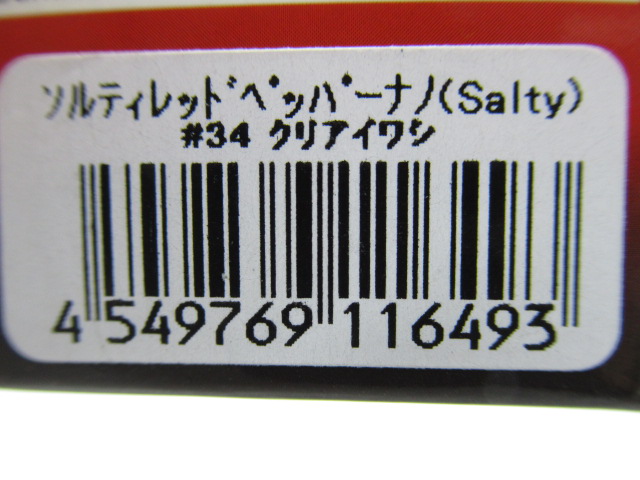 ソルティレッドペッパーナノ(Salty)
#34 クリアイワシ
4 549769 116493